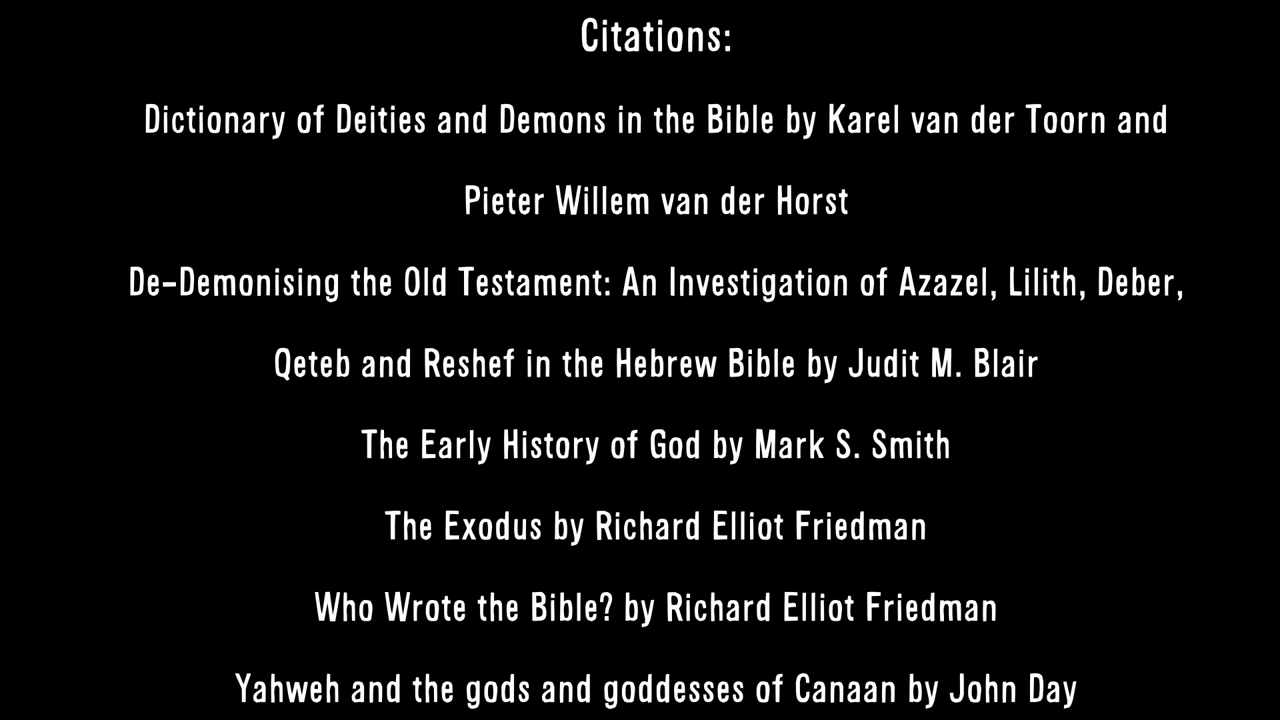 Citations:
Dictionary of Deities and Demons in the Bible by Karel van der Toorn and
Pieter Willem van der Horst
De-Demonising the Old Testament: An Investigation of Azazel, Lilith, Deber,
Qeteb and Reshef in the Hebrew Bible by Judit M. Blair
The Early History of God by Mark S. Smith
The Exodus by Richard Elliot Friedman
Who Wrote the Bible? by Richard Elliot Friedman
Yahweh and the gods and goddesses of Canaan by John Day